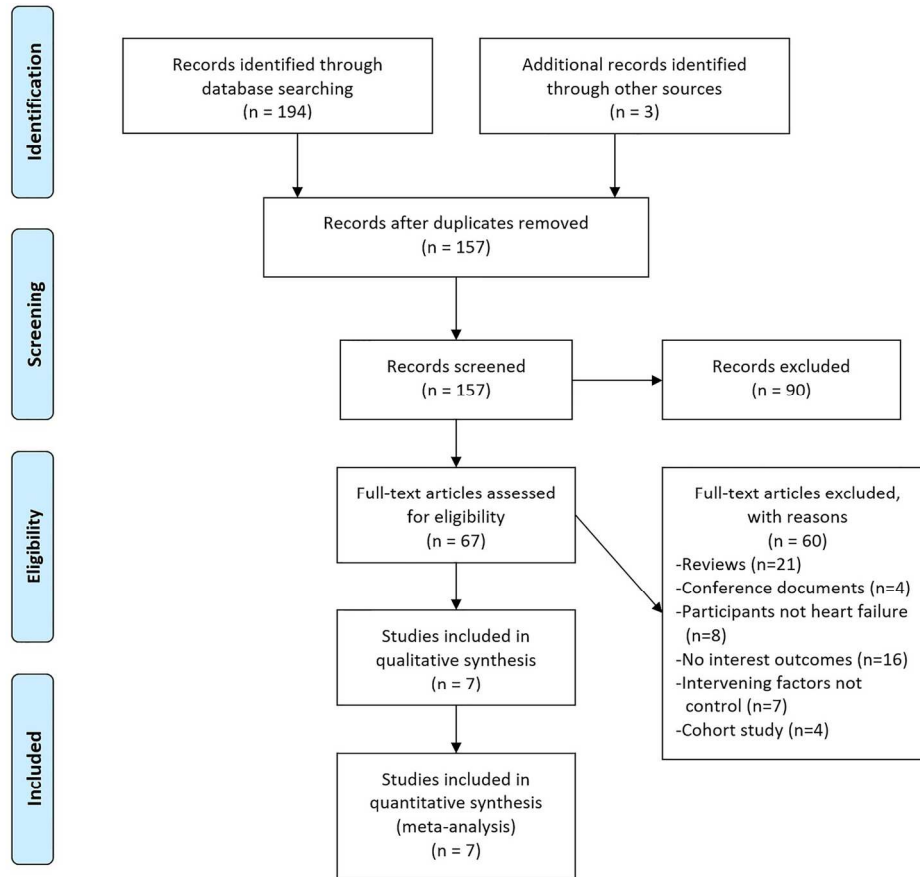 Identification
Records identified through
database searching
(n = 194)
Additional records identified
through other sources
(n = 3)
Records after duplicates removed
(n = 157)
Screening
Records screened
(n = 157)
Records excluded
(n = 90)
Eligibility
Full-text articles assessed
for eligibility
(n = 67)
Full-text articles excluded,
with reasons
(n = 60)
-Reviews (n=21)
-Conference documents (n=4)
-Participants not heart failure
(n=8)
-No interest outcomes (n=16)
-Intervening factors not
control (n=7)
-Cohort study (n=4)
Studies included in
qualitative synthesis
(n = 7)
Included
Studies included in
quantitative synthesis
(meta-analysis)
(n = 7)